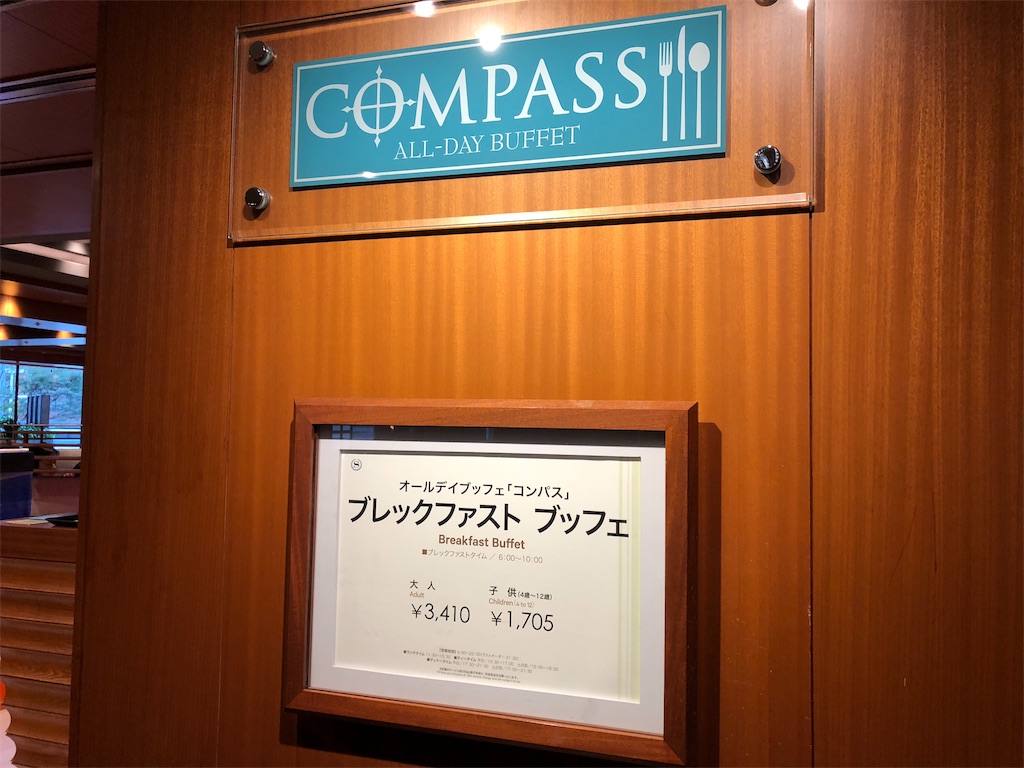 COMPASS
ALL-DAY BUFFET
S
オールデイブッフェ「コンパス」
ブレックファスト ブッフェ
Breakfast Buffet
■ブレックファストタイム / 6:00〜10:00
大人 子供(4歳〜12歳)
Adult Children(4 to 12)
¥3,410 ¥1,705